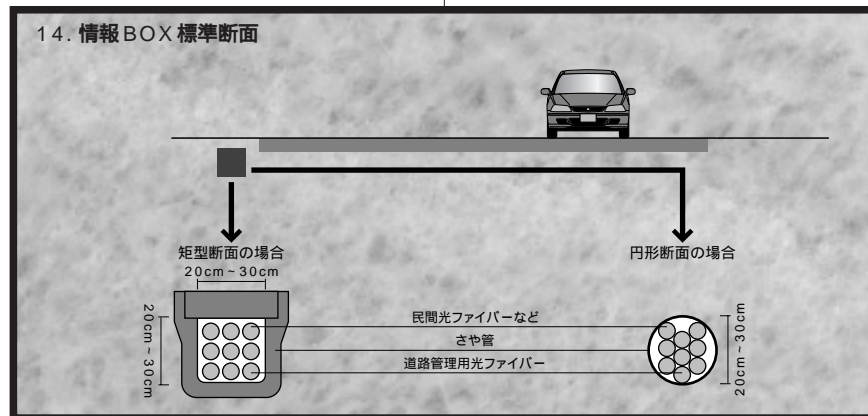 14. 情報BOX標準断面
矩型断面の場合
20cm~30cm
円形断面の場合
20cm~30cm
民間光ファイバーなど
さや管
道路管理用光ファイバー
20cm~30cm